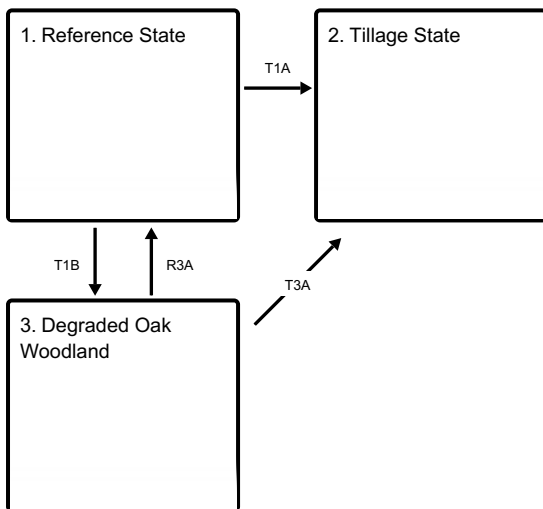 1. Reference State
2. Tillage State
T1A
T1B
R3A
T3A
3. Degraded Oak
Woodland